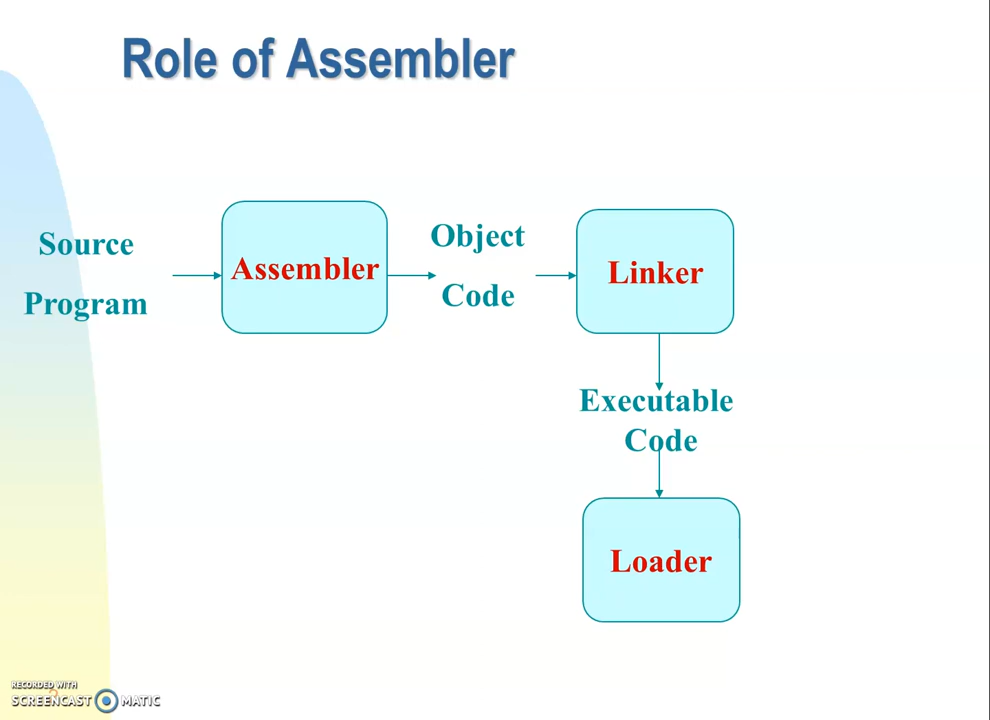 Role of Assembler
Source
Program
Assembler
Object
Code
Linker
Executable
Code
Loader
RECORDED WITH
SCREENCAST MATIC